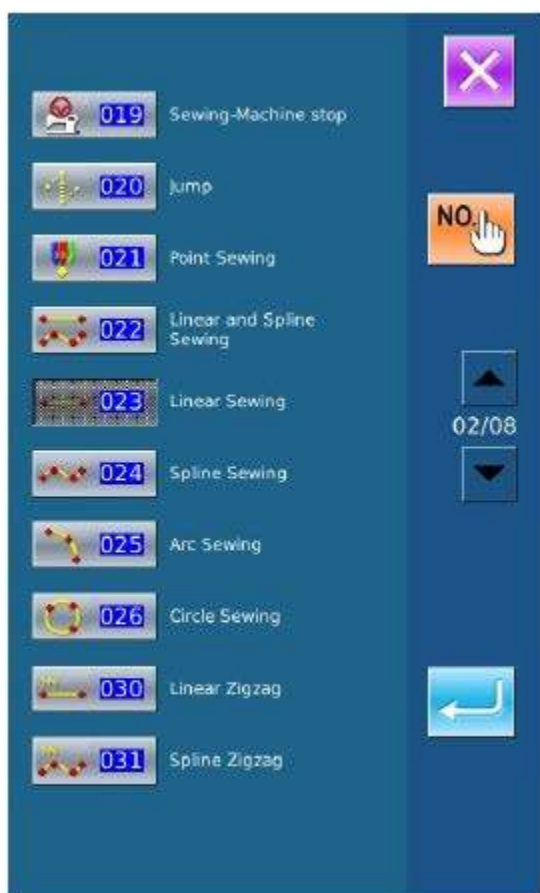 019 Sewing-Machine stop
020 Jump
NO.
021 Point Sewing
022 Linear and Spline
Sewing
023 Linear Sewing
02/08
024 Spline Sewing
025 Arc Sewing
026 Circle Sewing
030 Linear Zigzag
031 Spline Zigzag